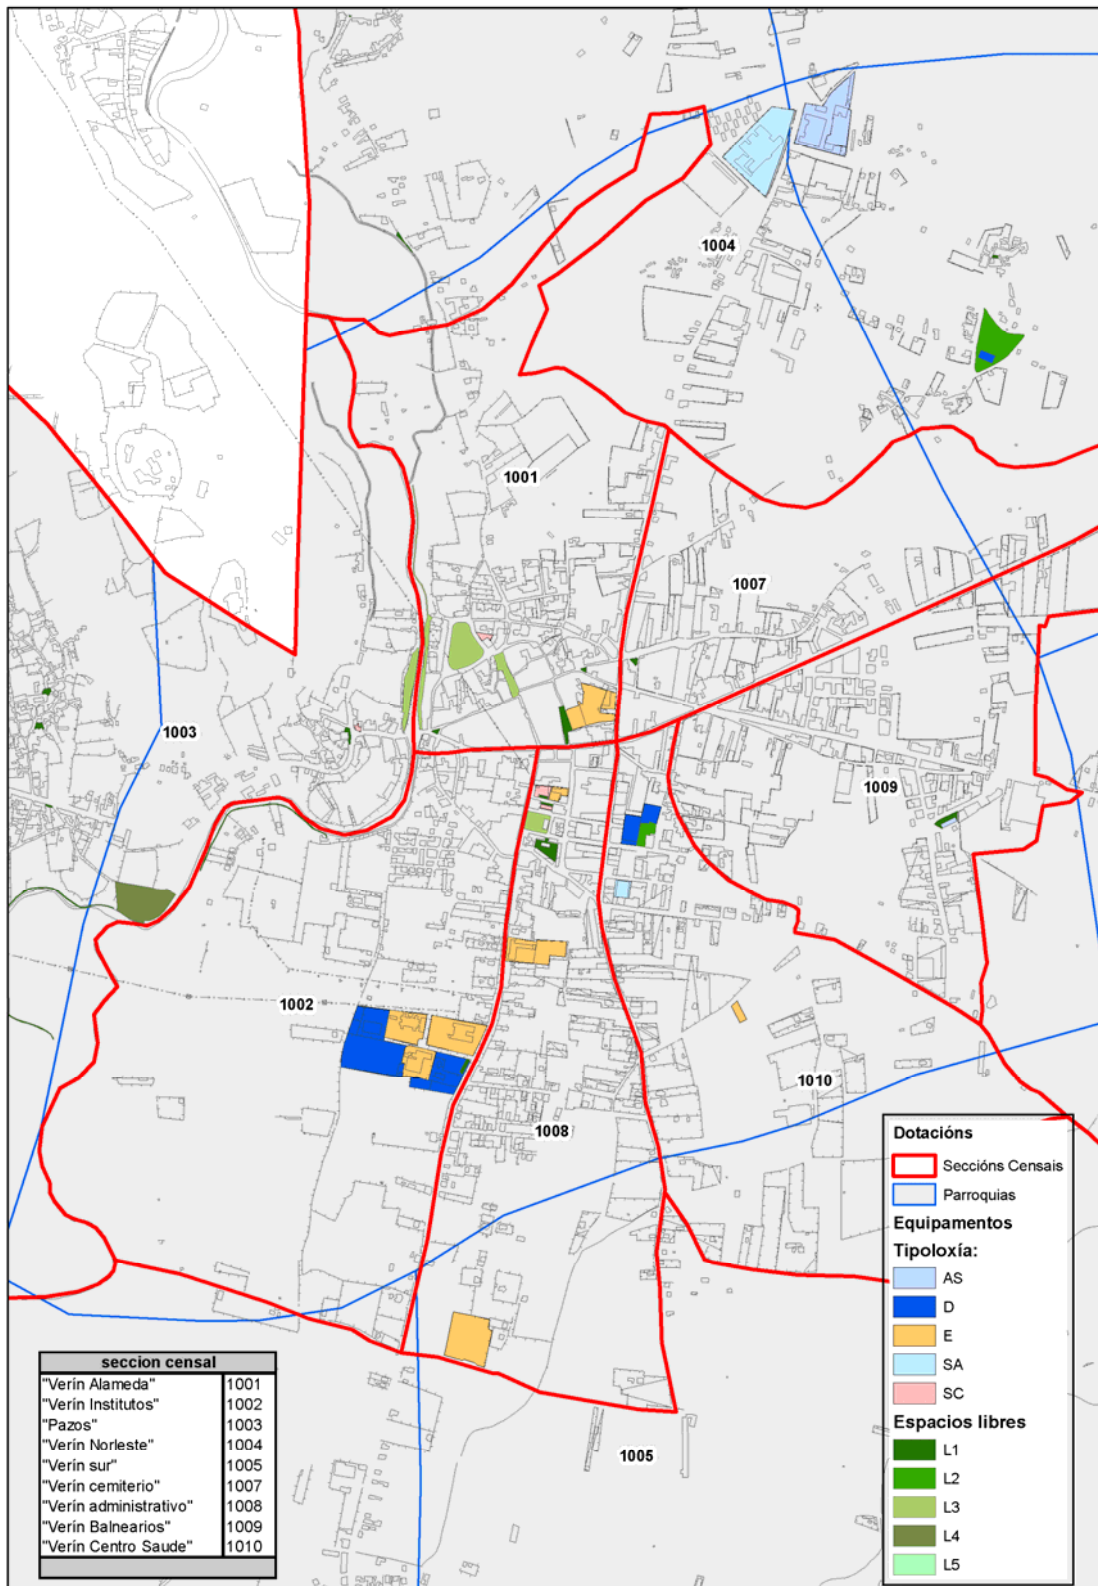 1004
1001
1007
1003
1009
1002
1010
1008
1005
Dotacións
Seccións Censais
Parroquias
Equipamentos
Tipoloxía:
AS
D
E
SA
SC
Espacios libres
L1
L2
L3
L4
L5
seccion censal
"Verín Alameda" 1001
"Verín Institutos" 1002
"Pazos" 1003
"Verín Norleste" 1004
"Verín sur" 1005
"Verín cemiterio" 1007
"Verín administrativo" 1008
"Verín Balnearios" 1009
"Verín Centro Saude" 1010